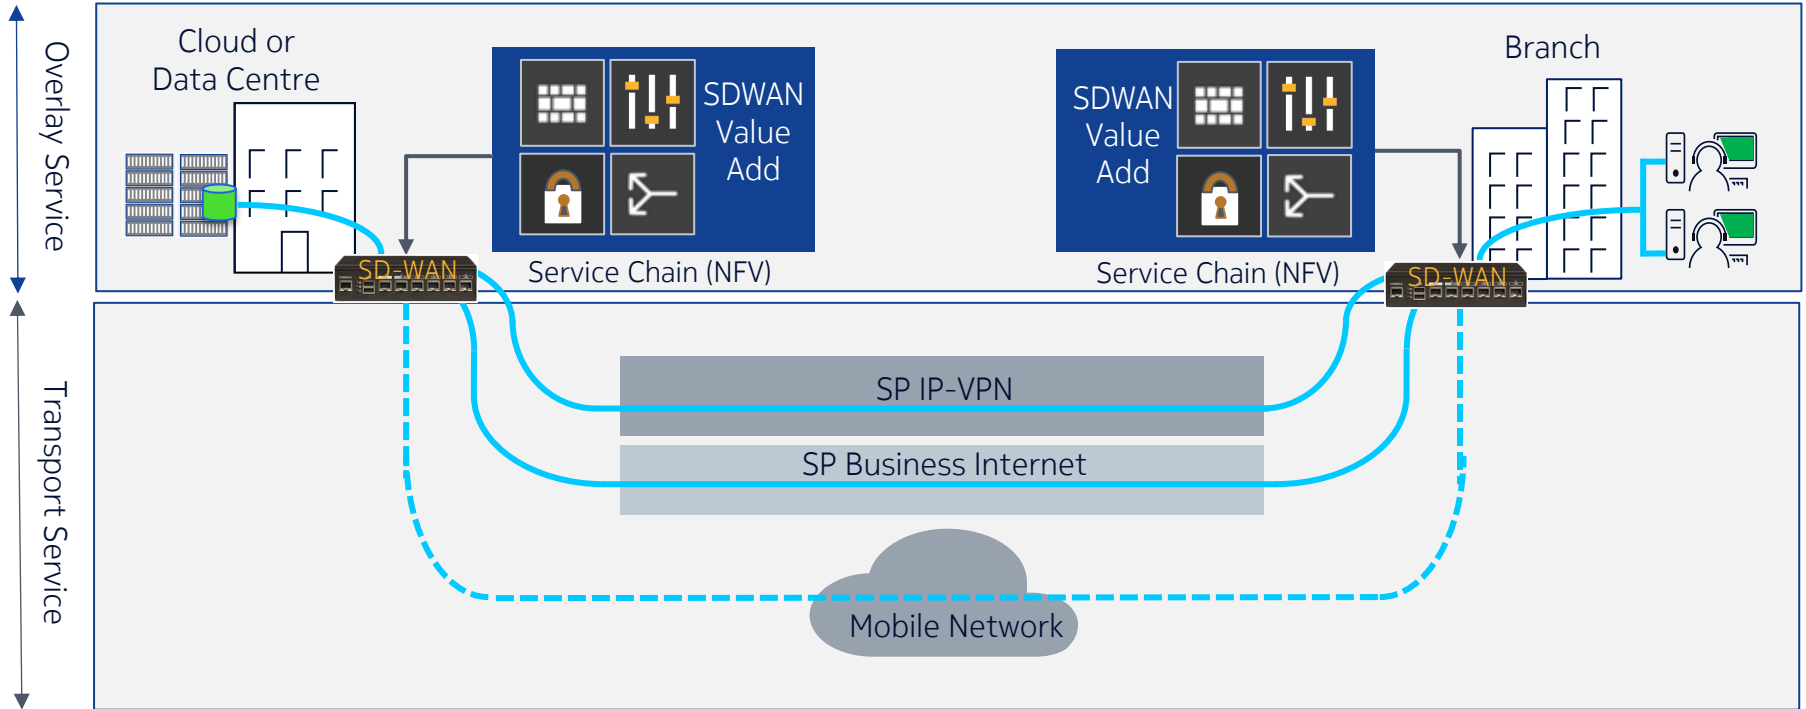 Overlay Service
Cloud or
Data Centre
SDWAN
Value
Add
Service Chain (NFV)
SD-WAN
SDWAN
Value
Add
Service Chain (NFV)
Branch
SD-WAN
Transport Service
SP IP-VPN
SP Business Internet
Mobile Network